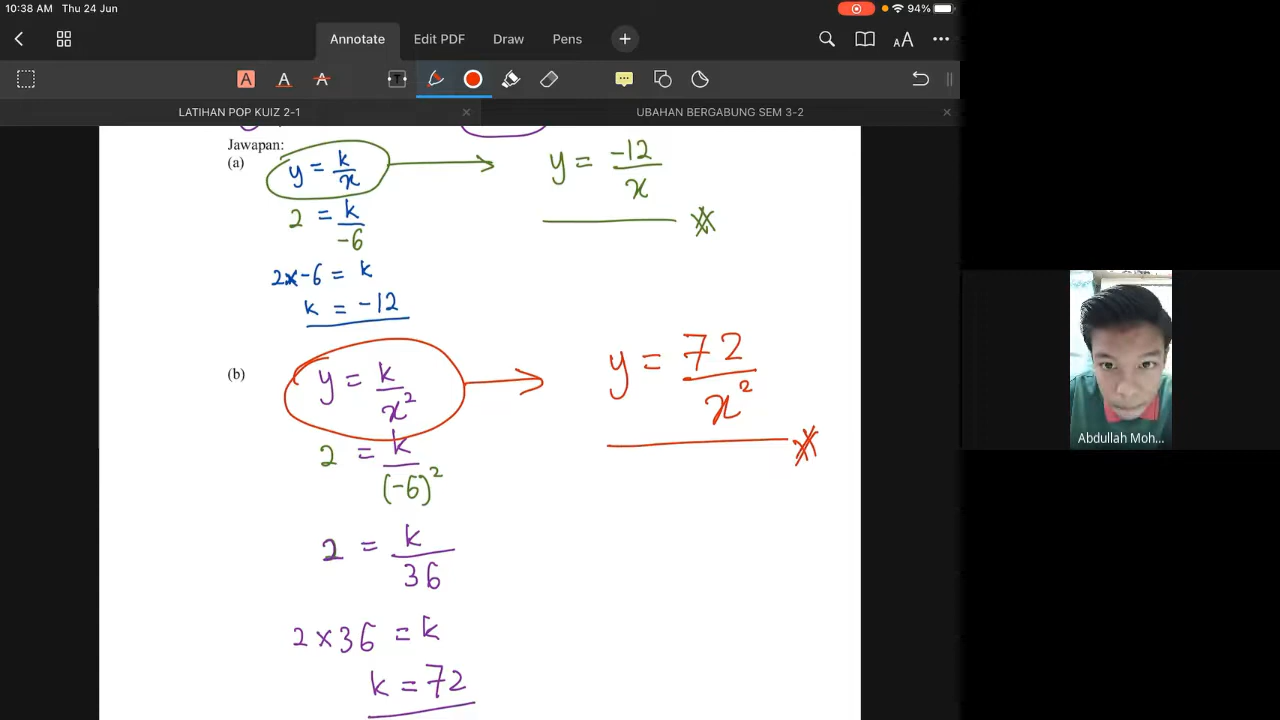 10:38 AM Thu 24 Jun 94%
Annotate Edit PDF Draw Pens
LATIHAN POP KUIZ 2-1 UBAHAN BERGABUNG SEM 3-2
Jawapan:
(a)
y = k/x
2 = k/-6
2x-6 = k
k = -12
y = -12/x
(b)
y = k/x²
2 = k/(-6)²
2 = k/36
2 x 36 = k
k = 72
y = 72/x²
Abdullah Moh...